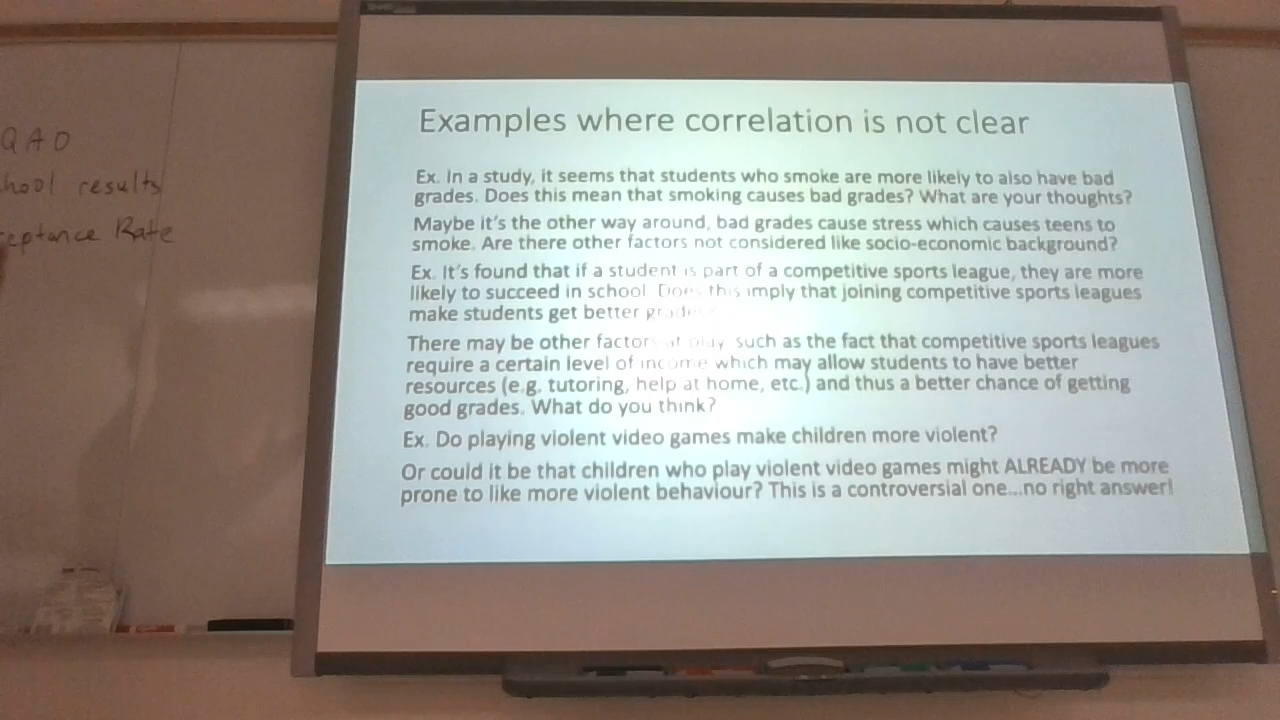 QAO
results
Rate
Examples where correlation is not clear
Ex. In a study, it seems that students who smoke are more likely to also have bad
grades. Does this mean that smoking causes bad grades? What are your thoughts?
Maybe it's the other way around, bad grades cause stress which causes teens to
smoke. Are there other factors not considered like socio-economic background?
Ex. It's found that if a student is part of a competitive sports league, they are more
likely to succeed in school. Does this imply that joining competitive sports leagues
make students get better grades?
There may be other factors at play, such as the fact that competitive sports leagues
require a certain level of income which may allow students to have better
resources (e.g. tutoring, help at home, etc.) and thus a better chance of getting
good grades. What do you think?
Ex. Do playing violent video games make children more violent?
Or could it be that children who play violent video games might ALREADY be more
prone to like more violent behaviour? This is a controversial one...no right answer!